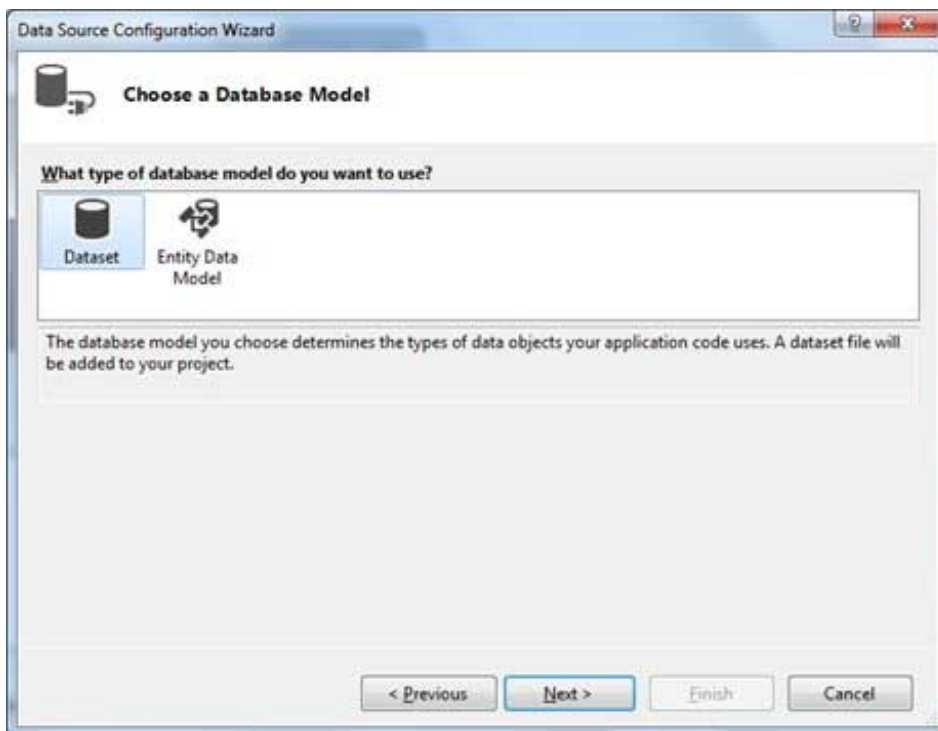 Data Source Configuration Wizard
Choose a Database Model
What type of database model do you want to use?
Dataset
Entity Data
Model
The database model you choose determines the types of data objects your application code uses. A dataset file will
be added to your project.
< Previous
Next >
Finish
Cancel